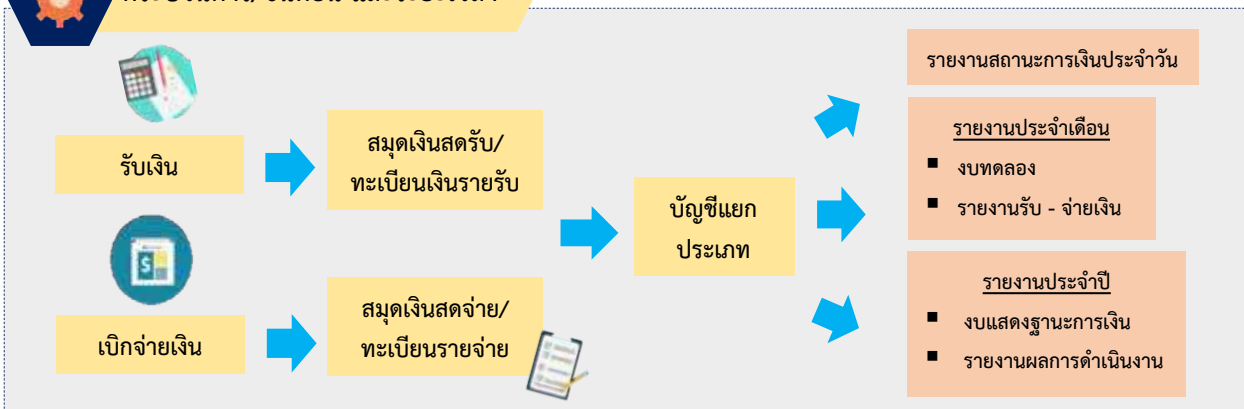 รับเงิน
สมุดเงินสดรับ/
ทะเบียนเงินรายรับ
เบิกจ่ายเงิน
สมุดเงินสดจ่าย/
ทะเบียนรายจ่าย
บัญชีแยก
ประเภท
รายงานสถานะการเงินประจำวัน
รายงานประจำเดือน
▪ งบทดลอง
▪ รายงานรับ - จ่ายเงิน
รายงานประจำปี
▪ งบแสดงฐานะการเงิน
▪ รายงานผลการดำเนินงาน